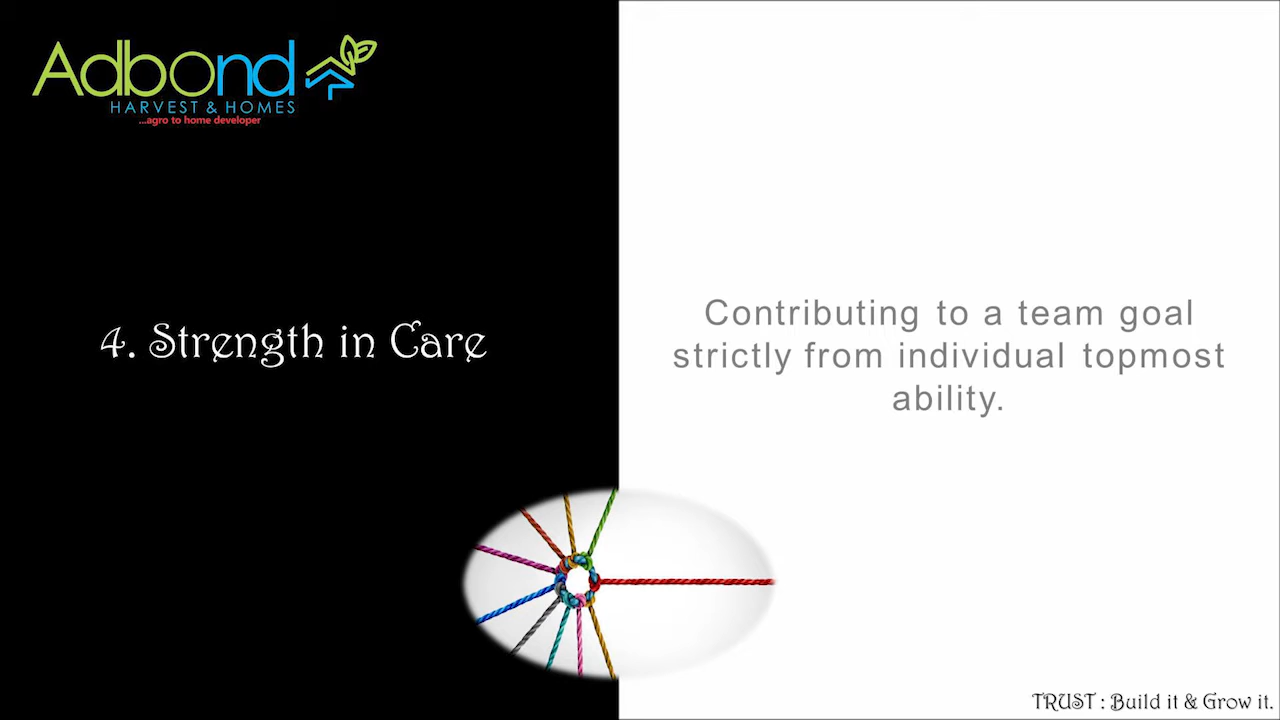 Adbond
HARVEST & HOMES
...agro to home developer
4. Strength in Care
Contributing to a team goal
strictly from individual topmost
ability.
TRUST : Build it & Grow it.